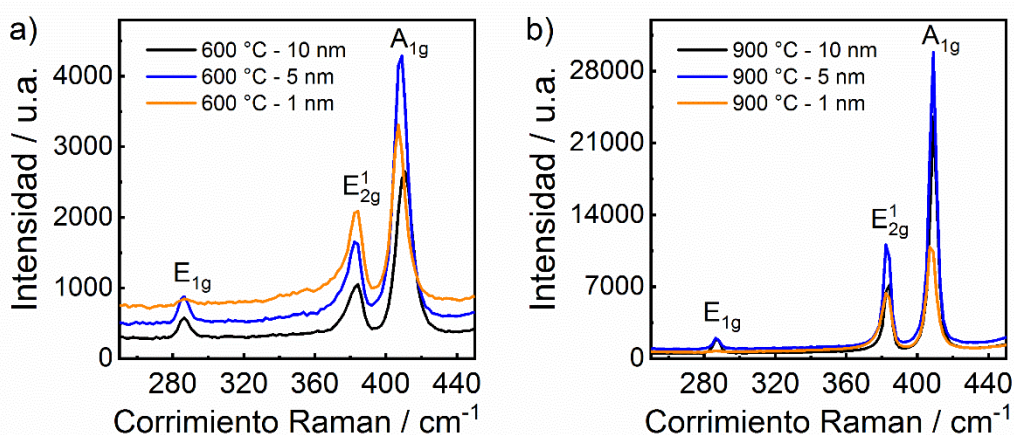 a)
600 °C - 10 nm
600 °C - 5 nm
600 °C - 1 nm
A1g
E1g
E¹2g
Intensidad / u.a.
4000
3000
2000
1000
0
280 320 360 400 440
Corrimiento Raman / cm⁻¹
b)
900 °C - 10 nm
900 °C - 5 nm
900 °C - 1 nm
A1g
E1g
E¹2g
Intensidad / u.a.
28000
21000
14000
7000
0
280 320 360 400 440
Corrimiento Raman / cm⁻¹